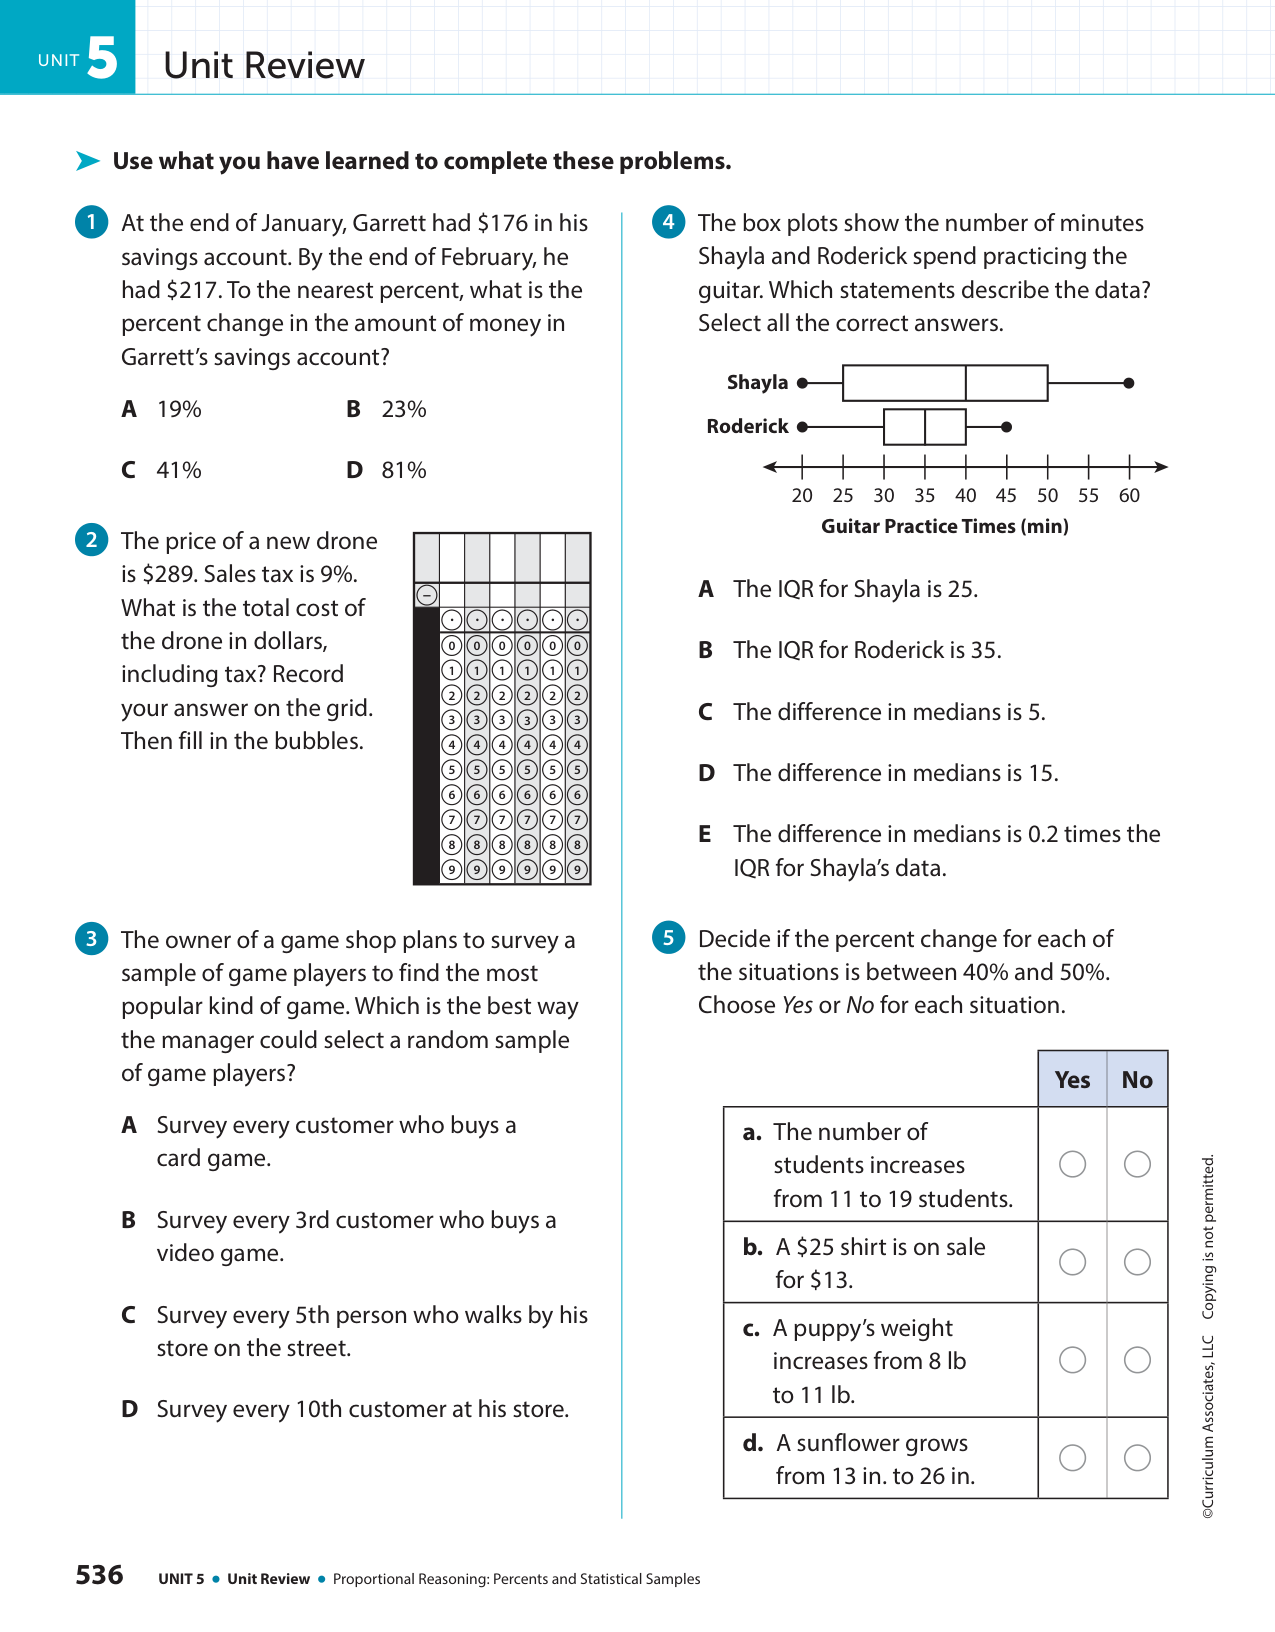 UNIT 5
Unit Review
Use what you have learned to complete these problems.
1 At the end of January, Garrett had $176 in his
savings account. By the end of February, he
had $217. To the nearest percent, what is the
percent change in the amount of money in
Garrett’s savings account?
A 19% B 23%
C 41% D 81%
2 The price of a new drone
is $289. Sales tax is 9%.
What is the total cost of
the drone in dollars,
including tax? Record
your answer on the grid.
Then fill in the bubbles.
−
· · · · · ·
0 0 0 0 0 0
1 1 1 1 1 1
2 2 2 2 2 2
3 3 3 3 3 3
4 4 4 4 4 4
5 5 5 5 5 5
6 6 6 6 6 6
7 7 7 7 7 7
8 8 8 8 8 8
9 9 9 9 9 9
3 The owner of a game shop plans to survey a
sample of game players to find the most
popular kind of game. Which is the best way
the manager could select a random sample
of game players?
A Survey every customer who buys a
card game.
B Survey every 3rd customer who buys a
video game.
C Survey every 5th person who walks by his
store on the street.
D Survey every 10th customer at his store.
4 The box plots show the number of minutes
Shayla and Roderick spend practicing the
guitar. Which statements describe the data?
Select all the correct answers.
Shayla
Roderick
20 25 30 35 40 45 50 55 60
Guitar Practice Times (min)
A The IQR for Shayla is 25.
B The IQR for Roderick is 35.
C The difference in medians is 5.
D The difference in medians is 15.
E The difference in medians is 0.2 times the
IQR for Shayla’s data.
5 Decide if the percent change for each of
the situations is between 40% and 50%.
Choose Yes or No for each situation.
Yes No
a. The number of
students increases
from 11 to 19 students.
b. A $25 shirt is on sale
for $13.
c. A puppy’s weight
increases from 8 lb
to 11 lb.
d. A sunflower grows
from 13 in. to 26 in.
©Curriculum Associates, LLC Copying is not permitted.
536 UNIT 5 • Unit Review • Proportional Reasoning: Percents and Statistical Samples